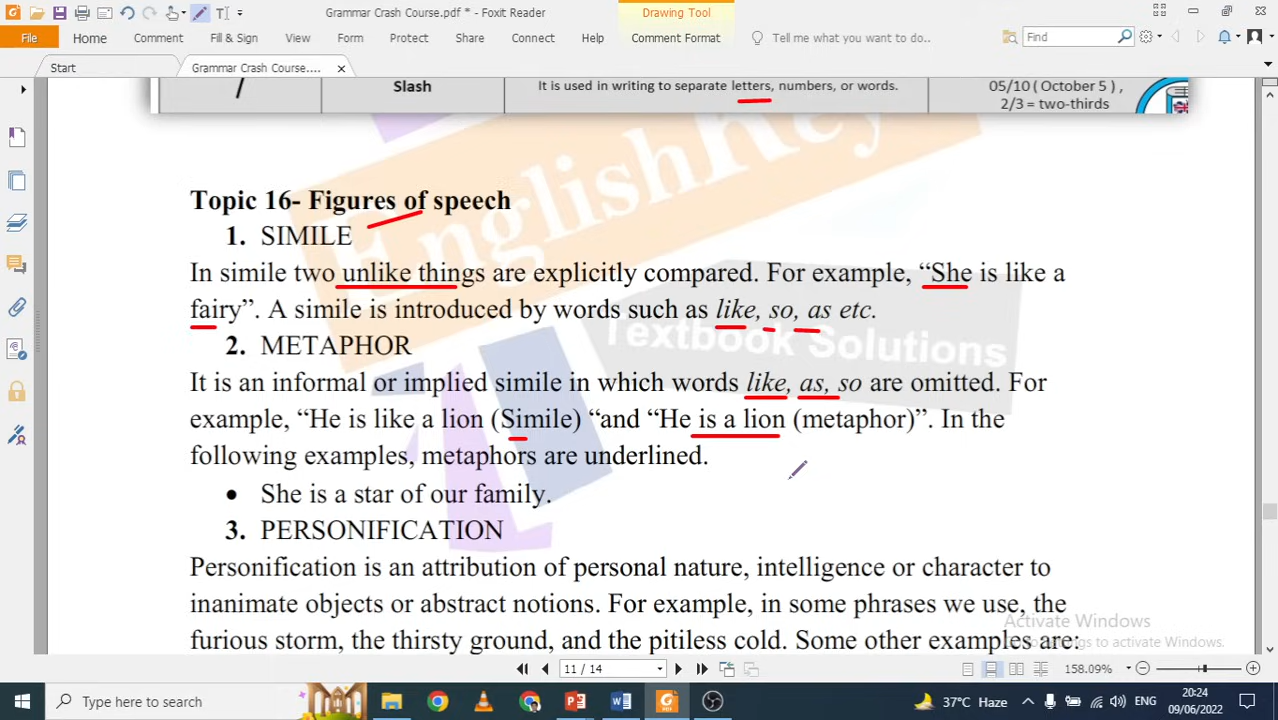 Grammar Crash Course.pdf * - Foxit Reader
Drawing Tool
File Home Comment Fill & Sign View Form Protect Share Connect Help Comment Format Tell me what you want to do.. Find
Start Grammar Crash Course....
/ Slash It is used in writing to separate letters, numbers, or words. 05/10 ( October 5 ) ,
2/3 = two-thirds
EnglishKey
Textbook Solutions
Topic 16- Figures of speech
1. SIMILE
In simile two unlike things are explicitly compared. For example, “She is like a
fairy”. A simile is introduced by words such as like, so, as etc.
2. METAPHOR
It is an informal or implied simile in which words like, as, so are omitted. For
example, “He is like a lion (Simile) “and “He is a lion (metaphor)”. In the
following examples, metaphors are underlined.
• She is a star of our family.
3. PERSONIFICATION
Personification is an attribution of personal nature, intelligence or character to
inanimate objects or abstract notions. For example, in some phrases we use, the
furious storm, the thirsty ground, and the pitiless cold. Some other examples are:
Activate Windows
Go to Settings to activate Windows.
11 / 14 158.09%
Type here to search 37°C Haze ENG 20:24
09/06/2022